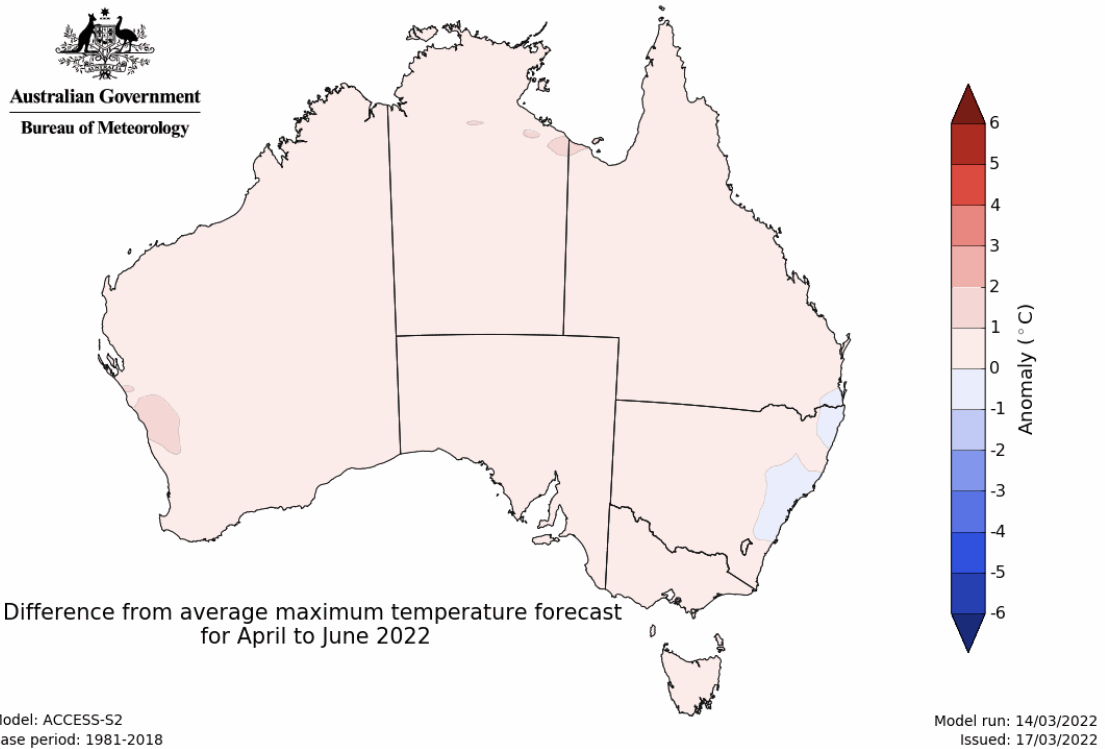 AUSTRALIA
Australian Government
Bureau of Meteorology
6
5
4
3
2
1
0
-1
-2
-3
-4
-5
-6
Anomaly (°C)
Difference from average maximum temperature forecast
for April to June 2022
Model: ACCESS-S2
ase period: 1981-2018
Model run: 14/03/2022
Issued: 17/03/2022